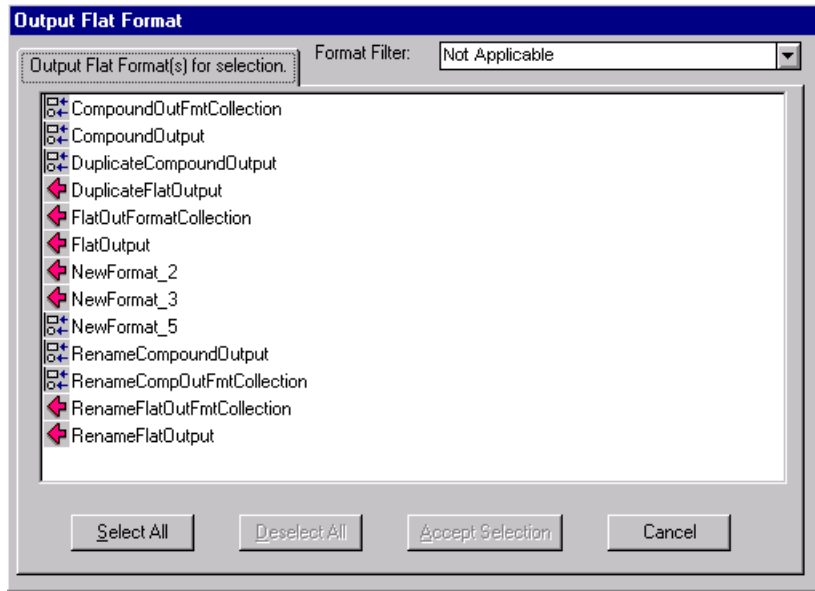 Output Flat Format
Output Flat Format(s) for selection.
Format Filter:
Not Applicable
CompoundOutFmtCollection
CompoundOutput
DuplicateCompoundOutput
DuplicateFlatOutput
FlatOutFormatCollection
FlatOutput
NewFormat_2
NewFormat_3
NewFormat_5
RenameCompoundOutput
RenameCompOutFmtCollection
RenameFlatOutFmtCollection
RenameFlatOutput
Select All
Deselect All
Accept Selection
Cancel